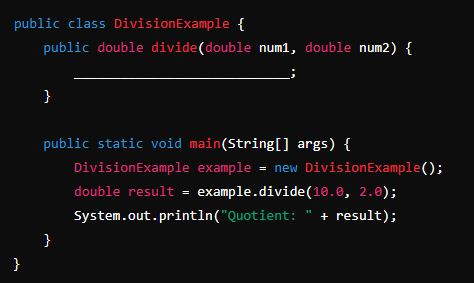 public class DivisionExample {
public double divide(double num1, double num2) {
____________________________;
}
public static void main(String[] args) {
DivisionExample example = new DivisionExample();
double result = example.divide(10.0, 2.0);
System.out.println("Quotient: " + result);
}
}